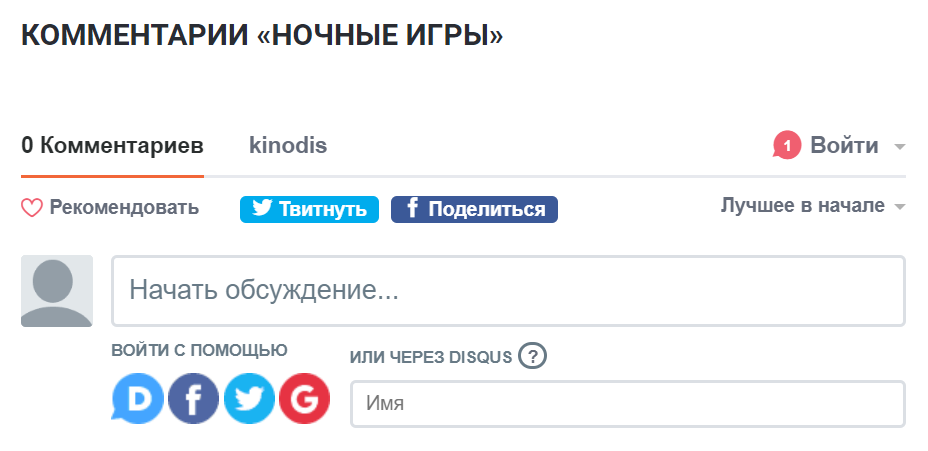 КОММЕНТАРИИ «НОЧНЫЕ ИГРЫ»
0 Комментариев kinodis 1 Войти
Рекомендовать Твитнуть f Поделиться Лучшее в начале
Начать обсуждение...
ВОЙТИ С ПОМОЩЬЮ ИЛИ ЧЕРЕЗ DISQUS ?
D f G Имя